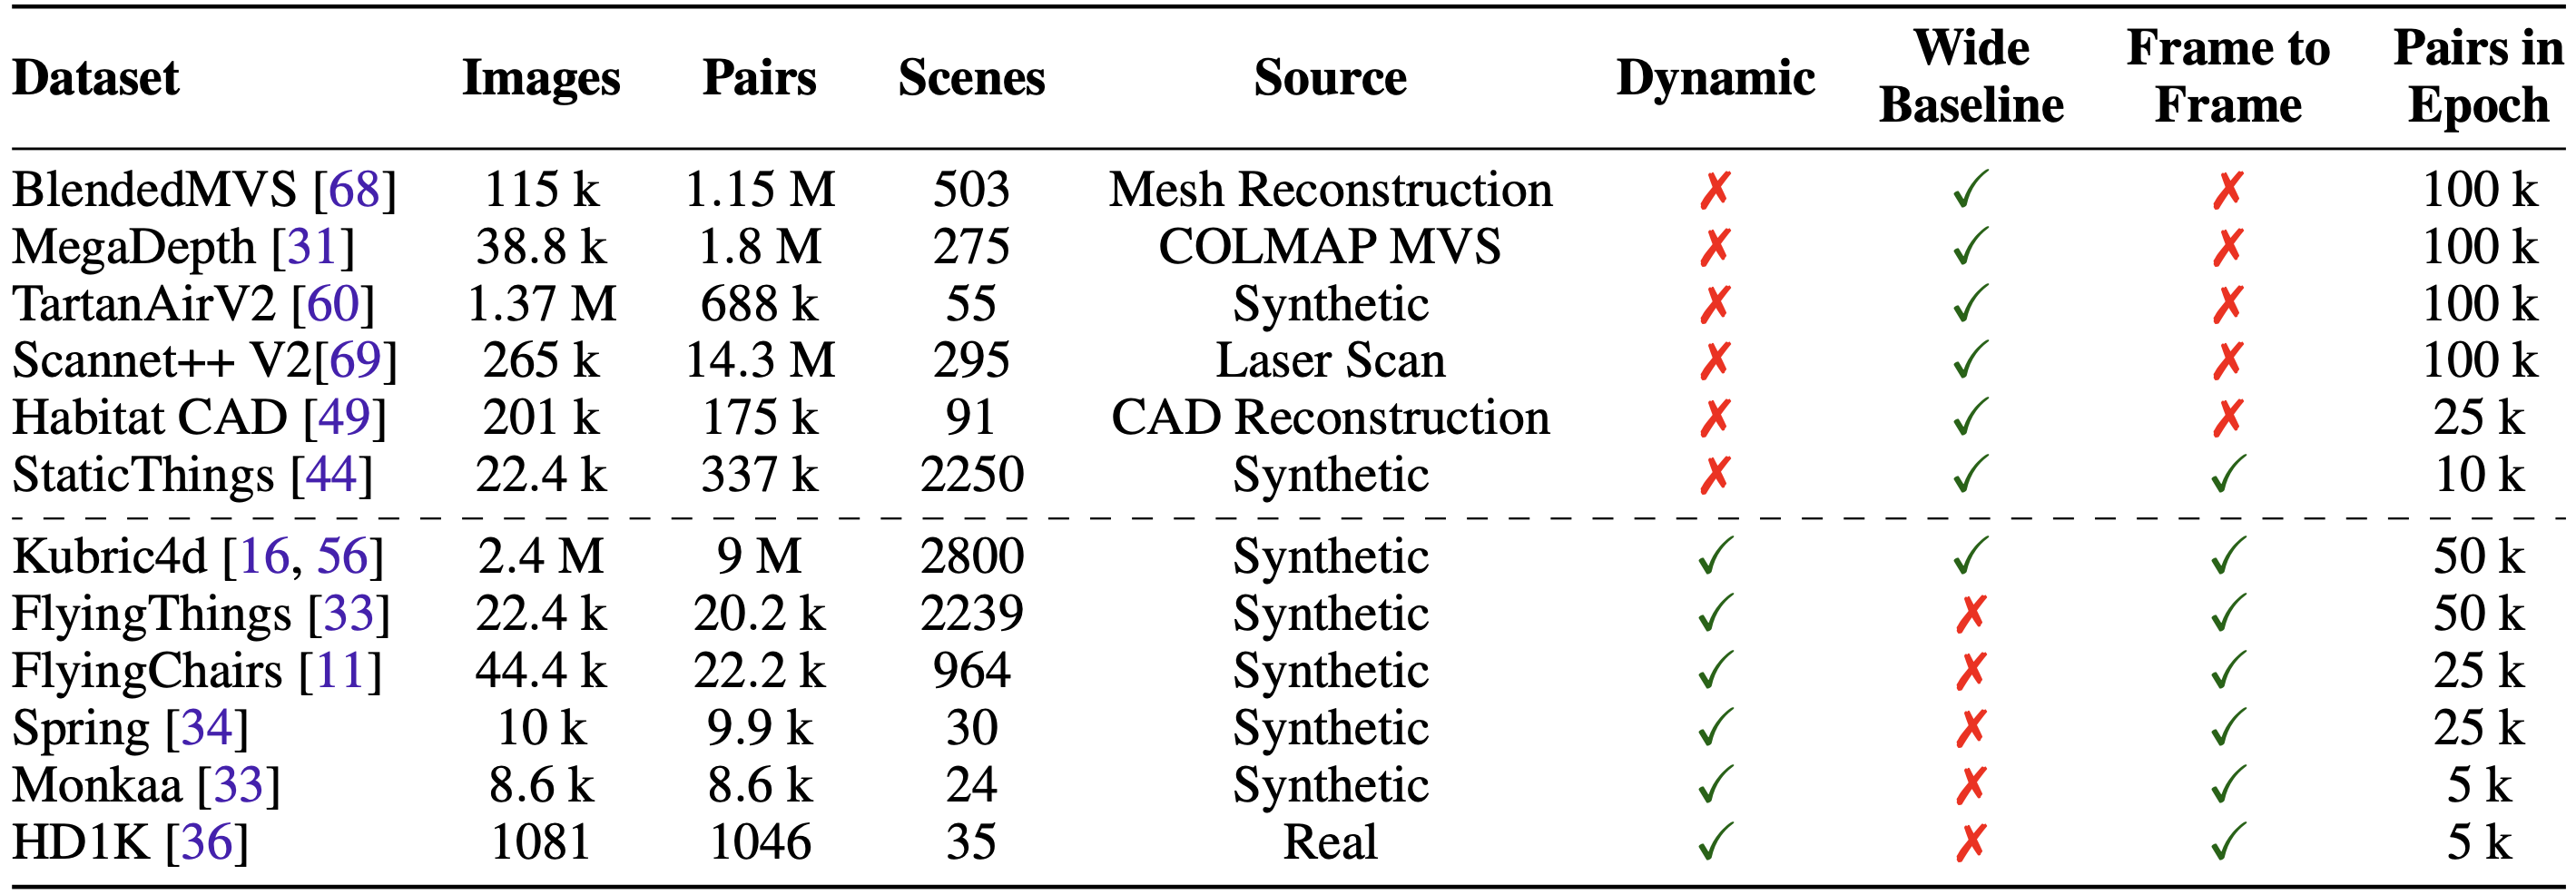 Dataset Images Pairs Scenes Source Dynamic Wide Baseline Frame to Frame Pairs in Epoch
BlendedMVS [68] 115 k 1.15 M 503 Mesh Reconstruction ✗ ✓ ✗ 100 k
MegaDepth [31] 38.8 k 1.8 M 275 COLMAP MVS ✗ ✓ ✗ 100 k
TartanAirV2 [60] 1.37 M 688 k 55 Synthetic ✗ ✓ ✗ 100 k
Scannet++ V2[69] 265 k 14.3 M 295 Laser Scan ✗ ✓ ✗ 100 k
Habitat CAD [49] 201 k 175 k 91 CAD Reconstruction ✗ ✓ ✗ 25 k
StaticThings [44] 22.4 k 337 k 2250 Synthetic ✗ ✓ ✓ 10 k
Kubric4d [16, 56] 2.4 M 9 M 2800 Synthetic ✓ ✓ ✓ 50 k
FlyingThings [33] 22.4 k 20.2 k 2239 Synthetic ✓ ✗ ✓ 50 k
FlyingChairs [11] 44.4 k 22.2 k 964 Synthetic ✓ ✗ ✓ 25 k
Spring [34] 10 k 9.9 k 30 Synthetic ✓ ✗ ✓ 25 k
Monkaa [33] 8.6 k 8.6 k 24 Synthetic ✓ ✗ ✓ 5 k
HD1K [36] 1081 1046 35 Real ✓ ✗ ✓ 5 k